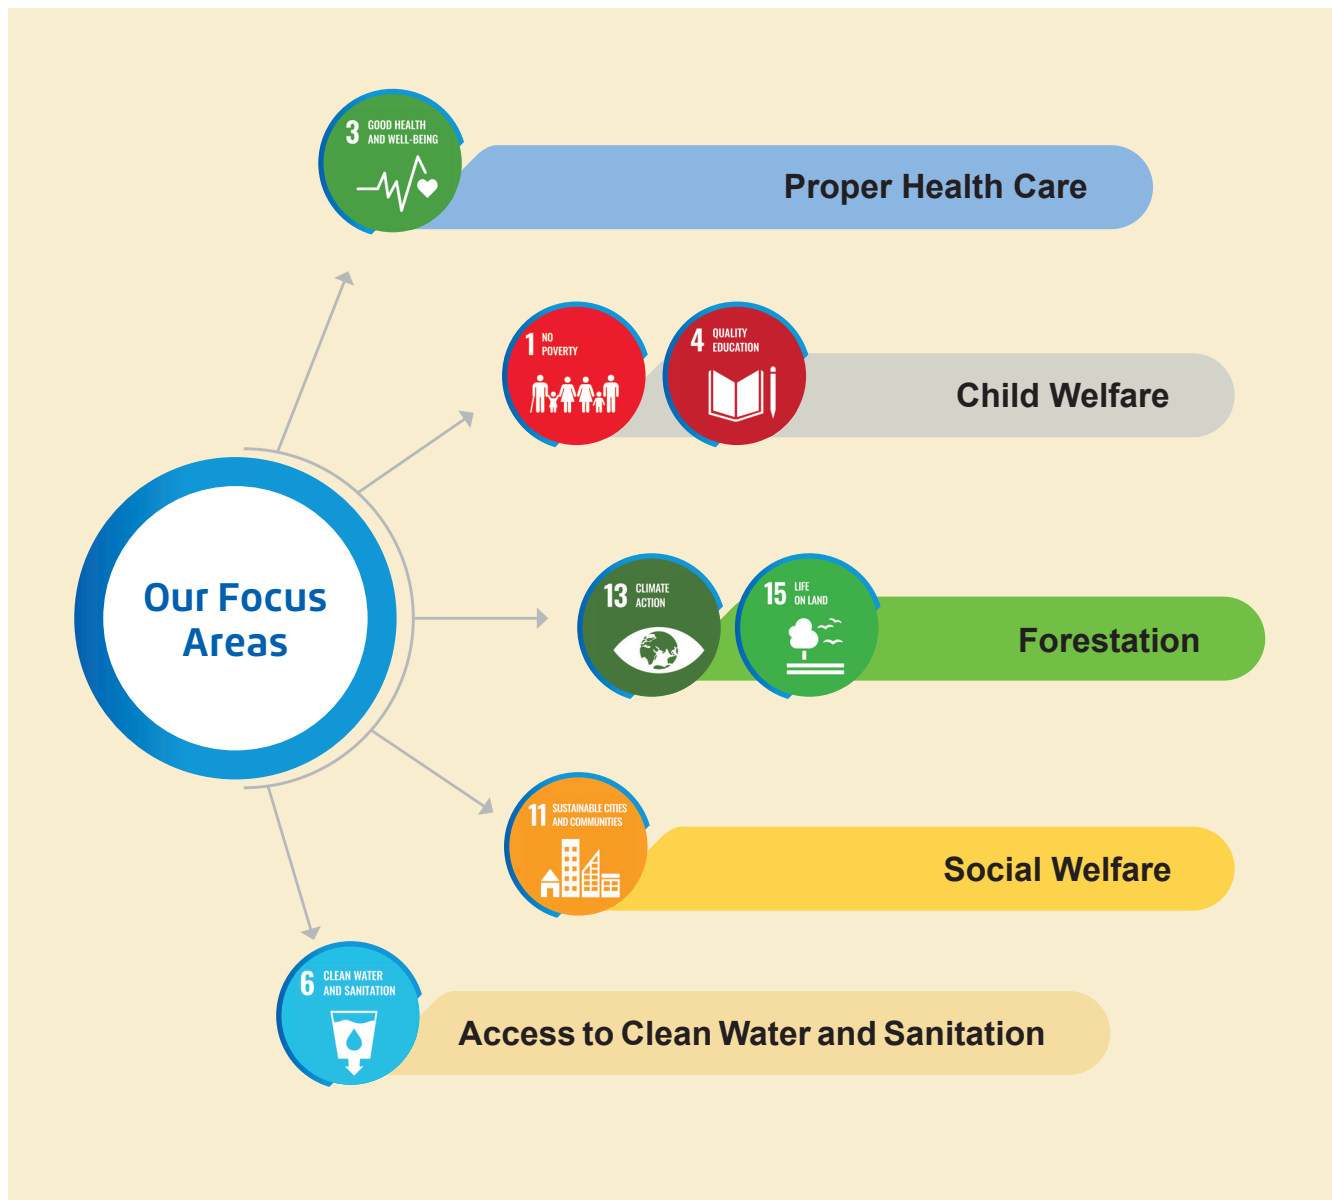 3 GOOD HEALTH
AND WELL-BEING
Proper Health Care
1 NO
POVERTY
4 QUALITY
EDUCATION
Child Welfare
Our Focus
Areas
13 CLIMATE
ACTION
15 LIFE
ON LAND
Forestation
11 SUSTAINABLE CITIES
AND COMMUNITIES
Social Welfare
6 CLEAN WATER
AND SANITATION
Access to Clean Water and Sanitation